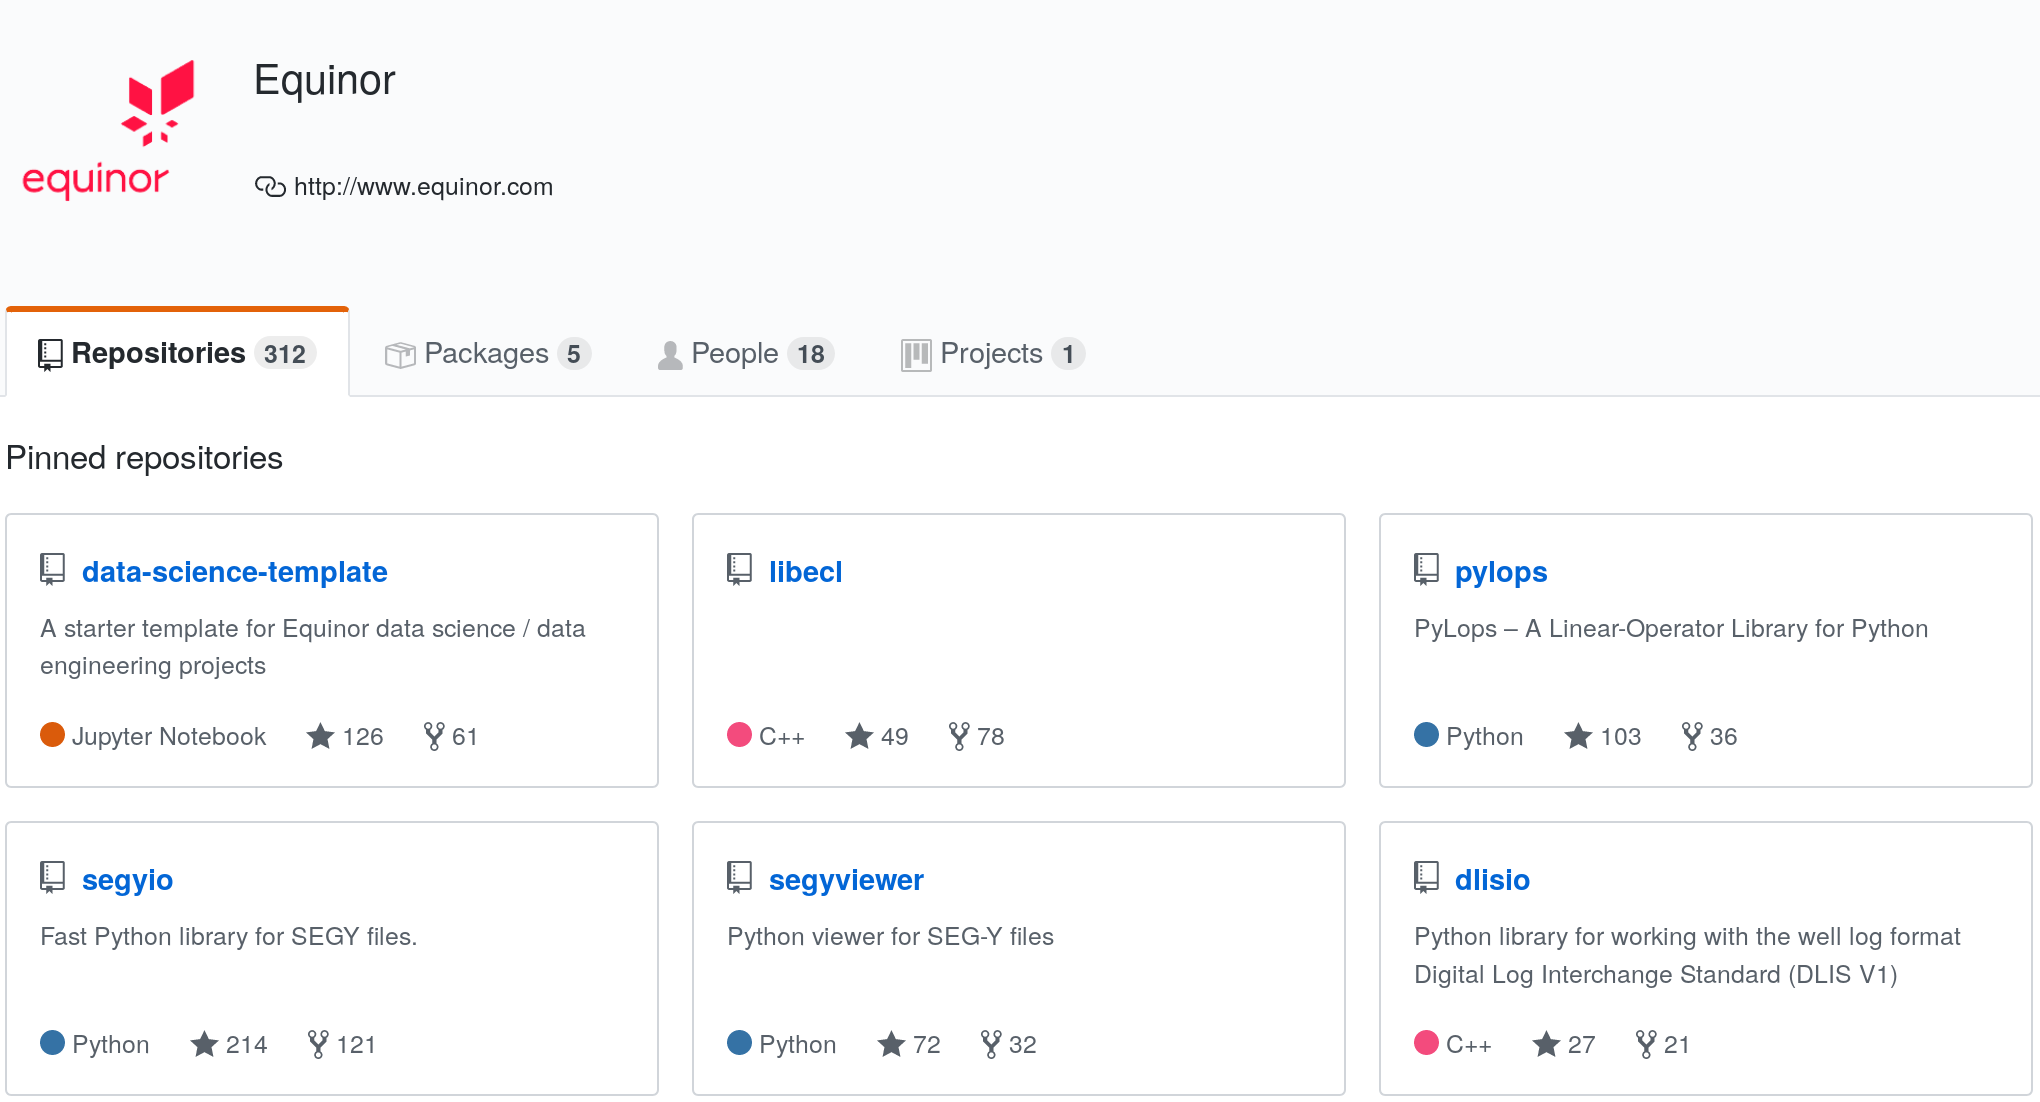 equinor
Equinor
http://www.equinor.com
Repositories 312 Packages 5 People 18 Projects 1
Pinned repositories
data-science-template
A starter template for Equinor data science / data
engineering projects
Jupyter Notebook 126 61
libecl
C++ 49 78
pylops
PyLops – A Linear-Operator Library for Python
Python 103 36
segyio
Fast Python library for SEGY files.
Python 214 121
segyviewer
Python viewer for SEG-Y files
Python 72 32
dlisio
Python library for working with the well log format
Digital Log Interchange Standard (DLIS V1)
C++ 27 21